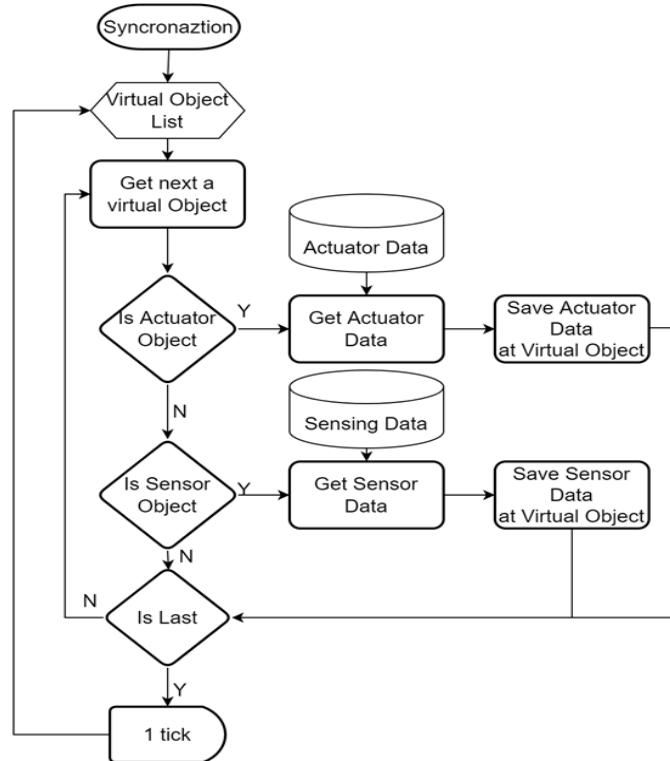 Syncronaztion
Virtual Object
List
Get next a
virtual Object
Actuator Data
Is Actuator
Object
Y
Get Actuator
Data
Save Actuator
Data
at Virtual Object
N
Sensing Data
Is Sensor
Object
Y
Get Sensor
Data
Save Sensor
Data
at Virtual Object
N
N
Is Last
Y
1 tick